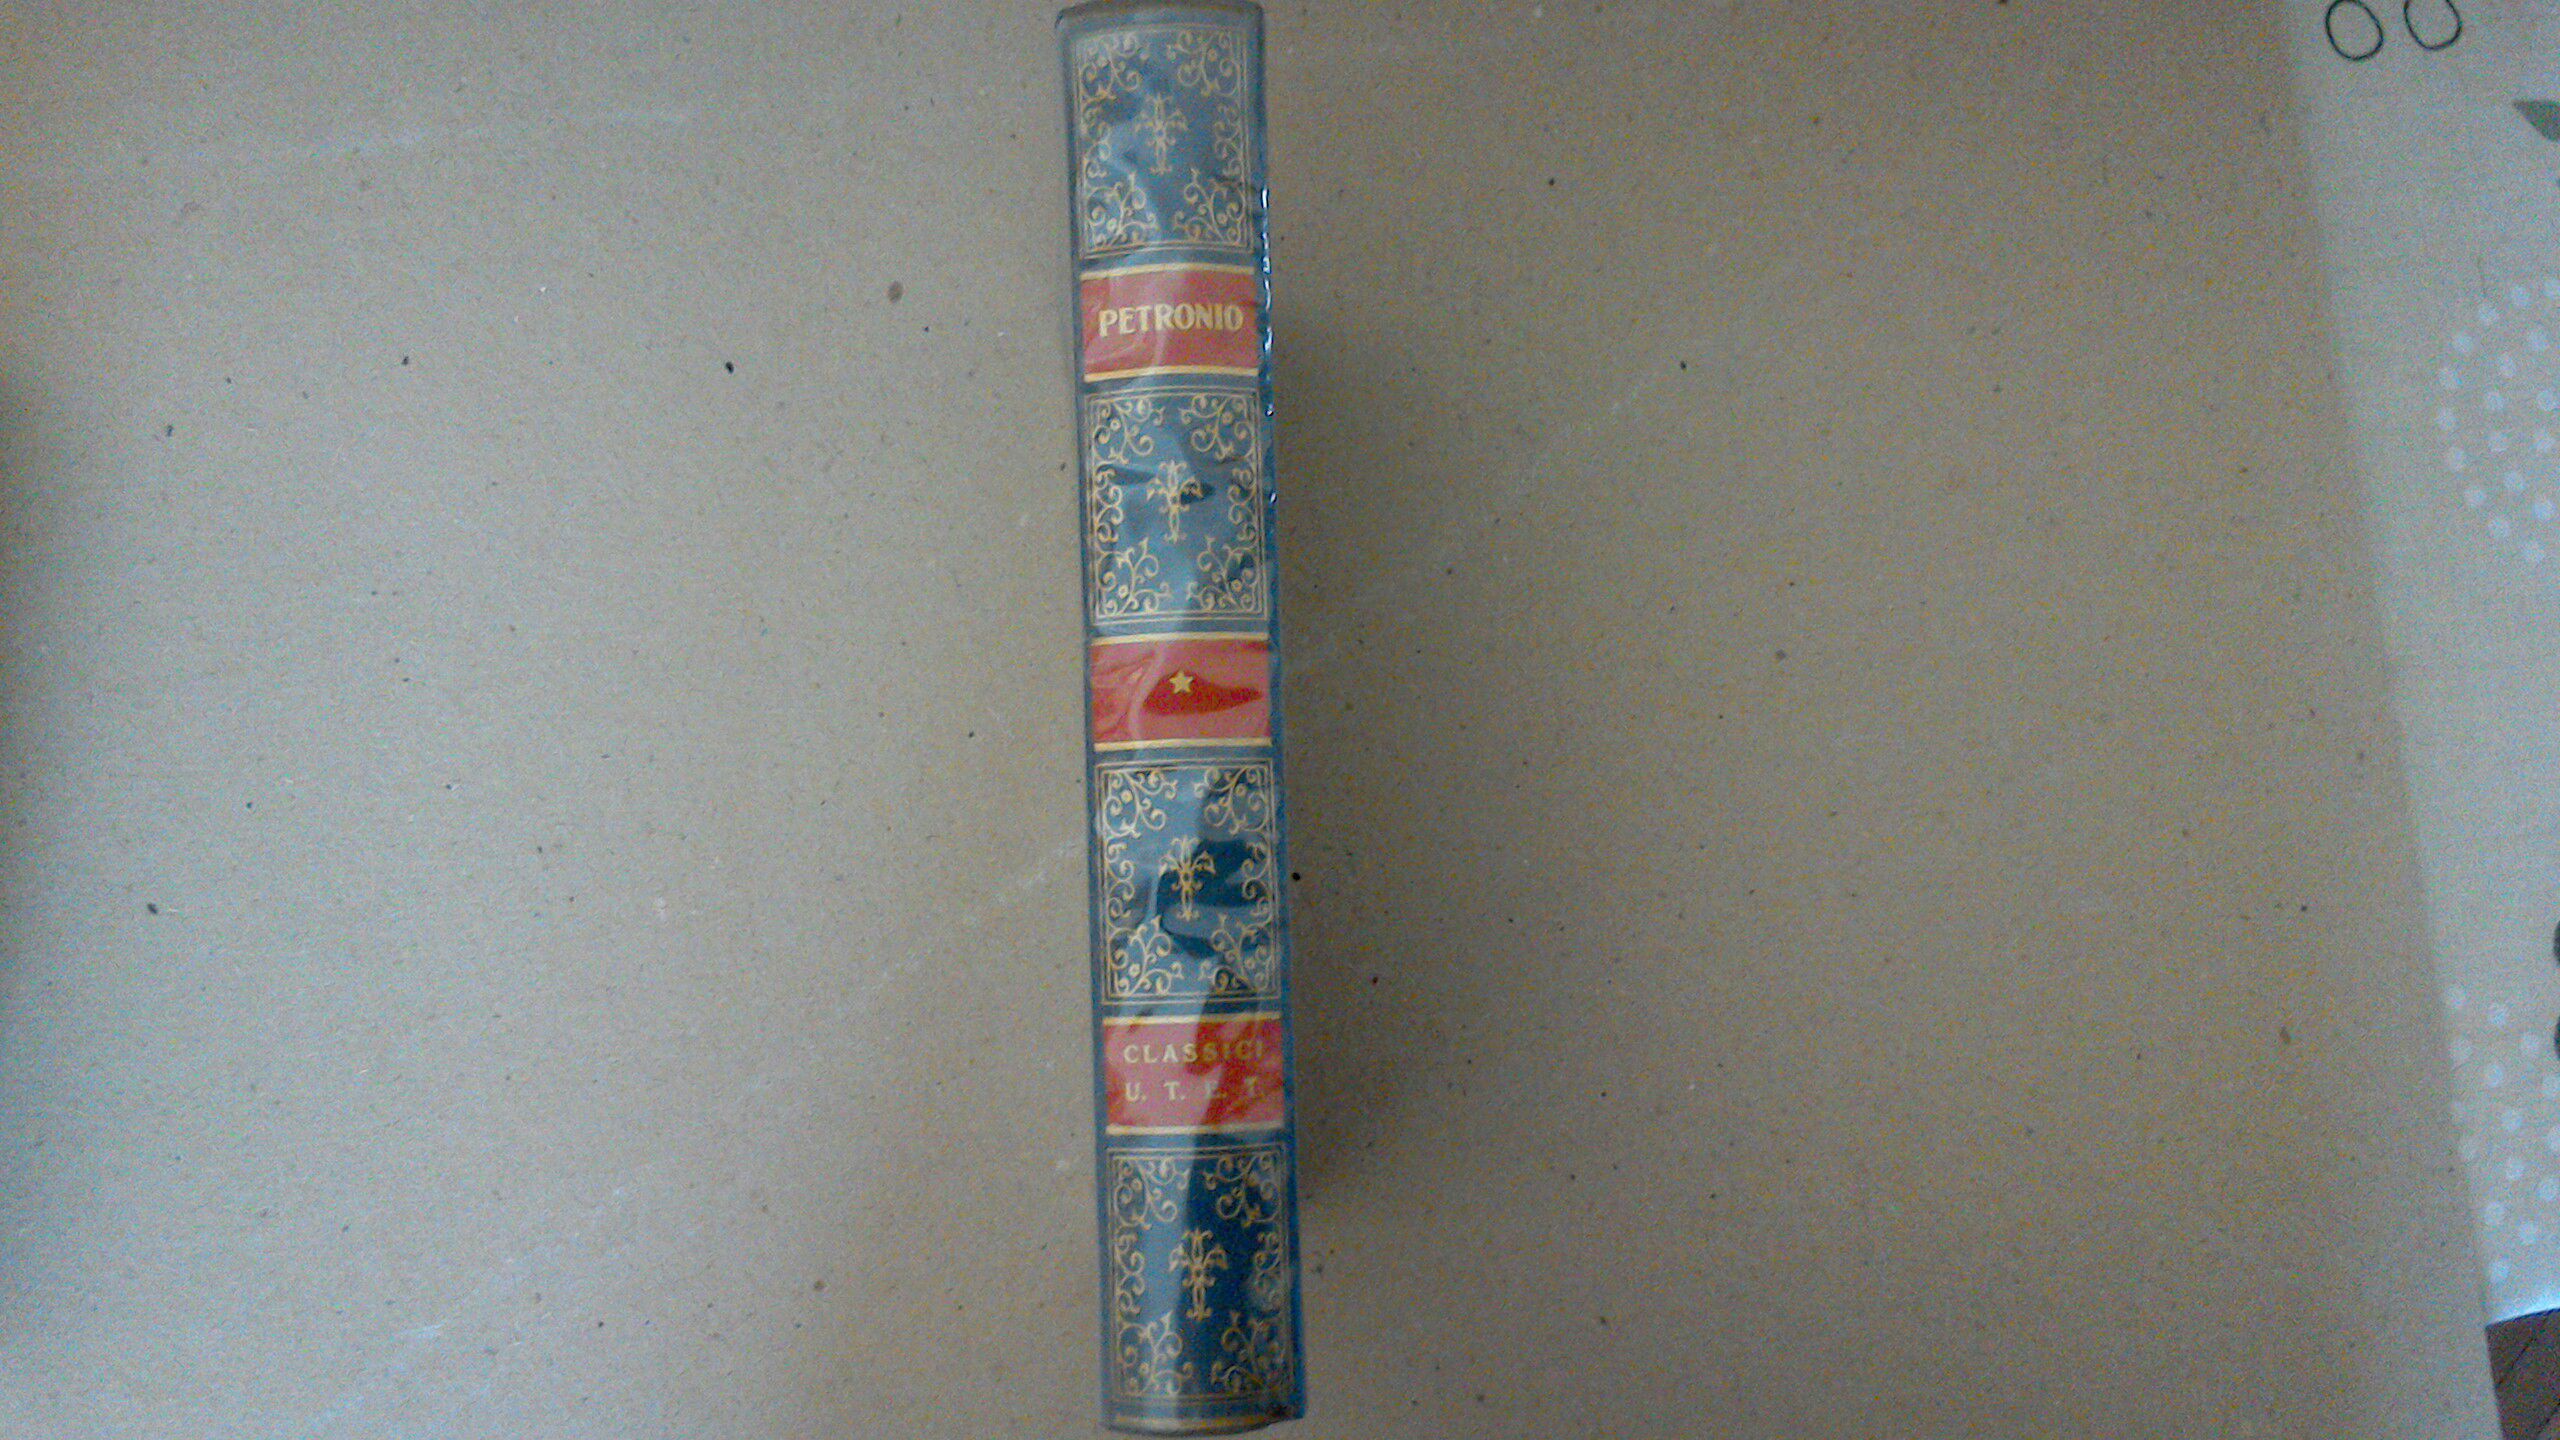 PETRONIO
CLASSICI
U. T. E. T.